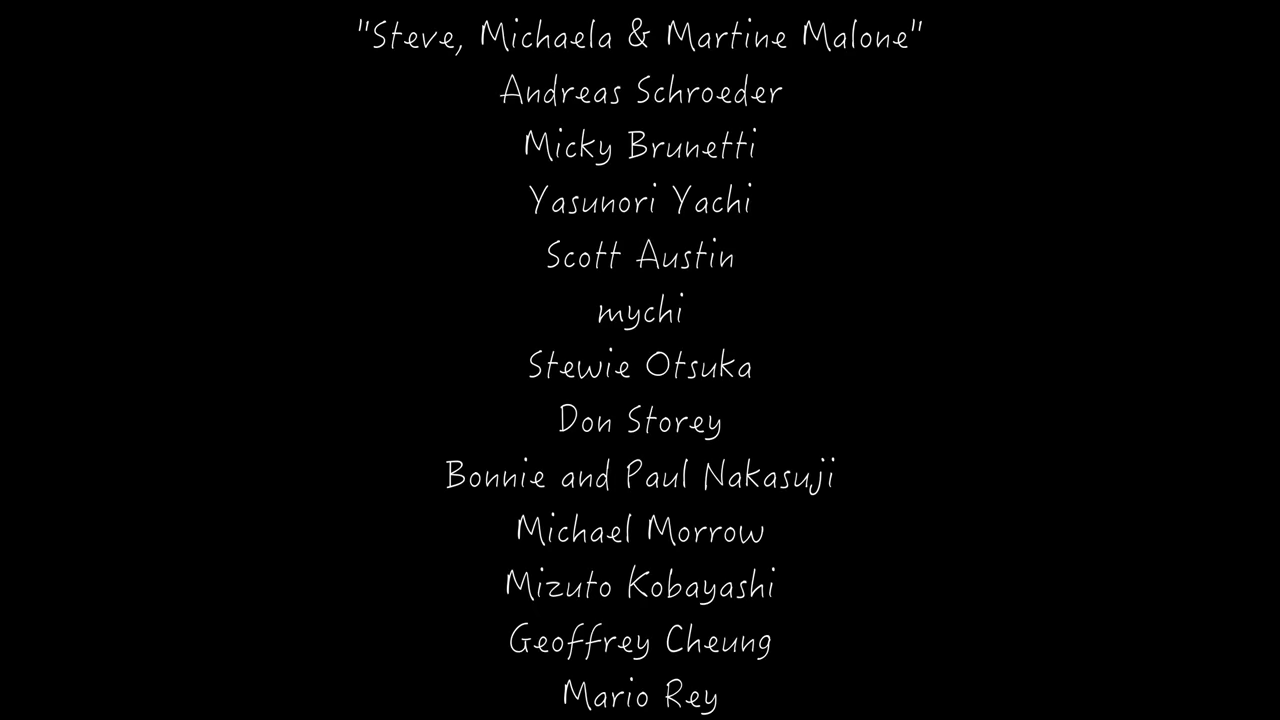 "Steve, Michaela & Martine Malone"
Andreas Schroeder
Micky Brunetti
Yasunori Yachi
Scott Austin
mychi
Stewie Otsuka
Don Storey
Bonnie and Paul Nakasuji
Michael Morrow
Mizuto Kobayashi
Geoffrey Cheung
Mario Rey